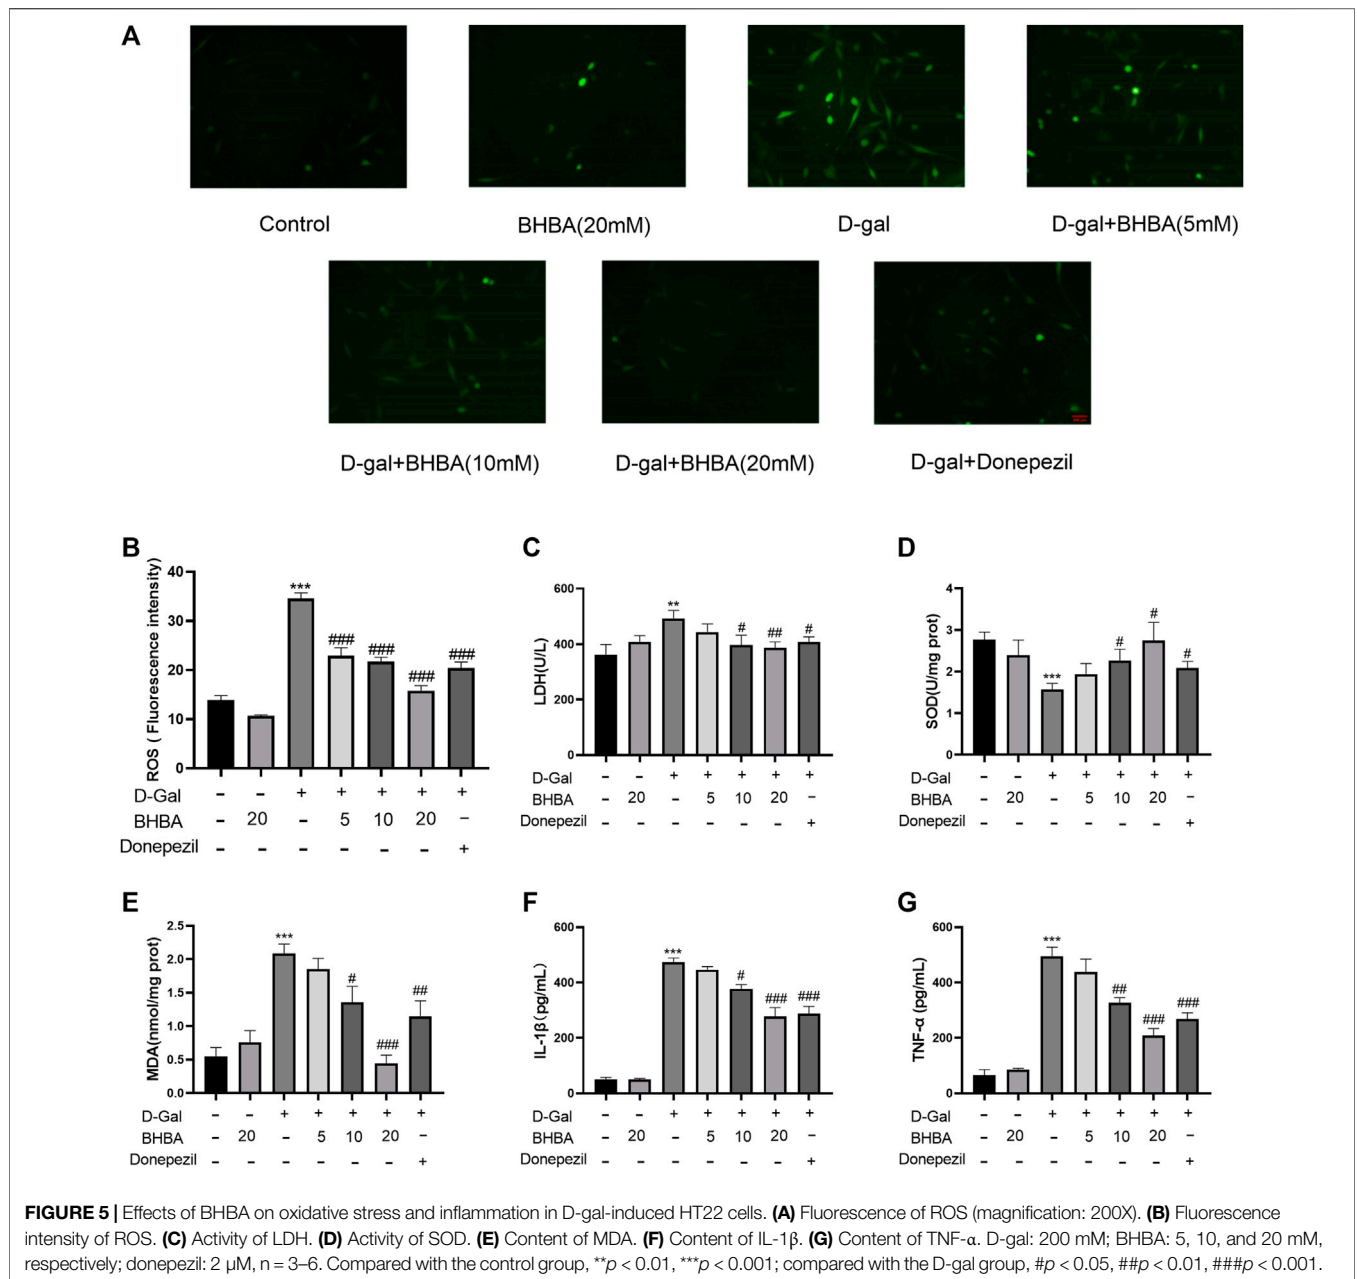 A
Control
BHBA(20mM)
D-gal
D-gal+BHBA(5mM)
D-gal+BHBA(10mM)
D-gal+BHBA(20mM)
D-gal+Donepezil
B
ROS ( Fluorescence intensity)
40
30
20
10
0
***
###
###
###
###
D-Gal - - + + + + +
BHBA - 20 - 5 10 20 -
Donepezil - - - - - - +
C
LDH(U/L)
600
400
200
0
**
#
##
#
D-Gal - - + + + + +
BHBA - 20 - 5 10 20 -
Donepezil - - - - - - +
D
SOD(U/mg prot)
4
3
2
1
0
***
#
#
#
D-Gal - - + + + + +
BHBA - 20 - 5 10 20 -
Donepezil - - - - - - +
E
MDA(nmol/mg prot)
2.5
2.0
1.5
1.0
0.5
0.0
***
#
###
##
D-Gal - - + + + + +
BHBA - 20 - 5 10 20 -
Donepezil - - - - - - +
F
IL-1β(pg/mL)
600
400
200
0
***
#
###
###
D-Gal - - + + + + +
BHBA - 20 - 5 10 20 -
Donepezil - - - - - - +
G
TNF-α (pg/mL)
600
400
200
0
***
##
###
###
D-Gal - - + + + + +
BHBA - 20 - 5 10 20 -
Donepezil - - - - - - +
FIGURE 5 | Effects of BHBA on oxidative stress and inflammation in D-gal-induced HT22 cells. (A) Fluorescence of ROS (magnification: 200X). (B) Fluorescence
intensity of ROS. (C) Activity of LDH. (D) Activity of SOD. (E) Content of MDA. (F) Content of IL-1β. (G) Content of TNF-α. D-gal: 200 mM; BHBA: 5, 10, and 20 mM,
respectively; donepezil: 2 μM, n = 3–6. Compared with the control group, **p < 0.01, ***p < 0.001; compared with the D-gal group, #p < 0.05, ##p < 0.01, ###p < 0.001.